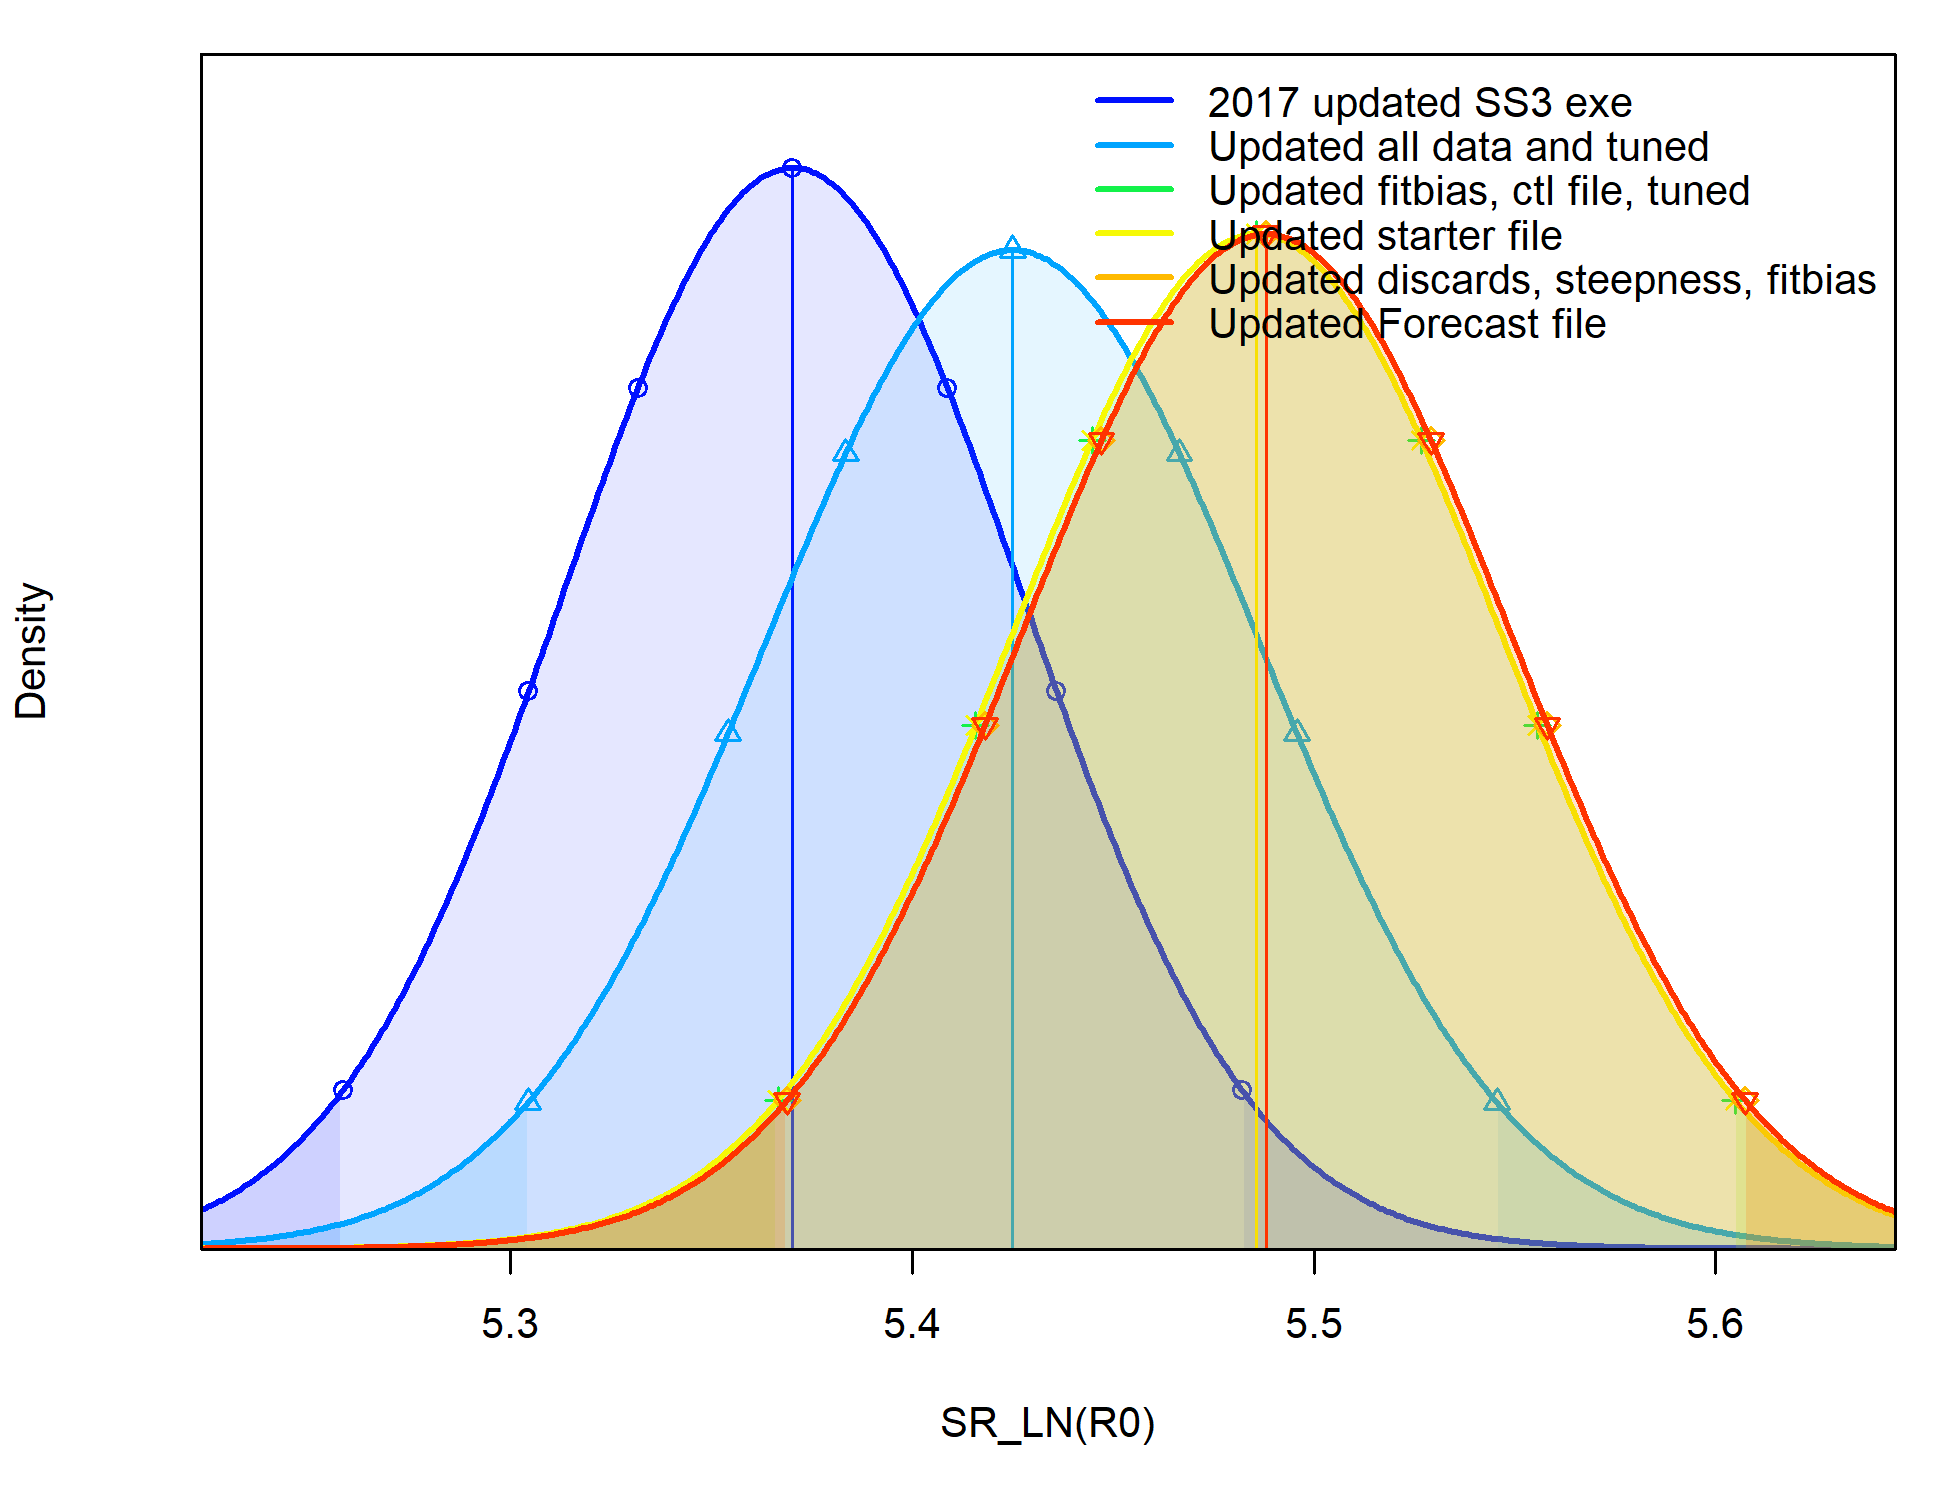 2017 updated SS3 exe
Updated all data and tuned
Updated fitbias, ctl file, tuned
Updated starter file
Updated discards, steepness, fitbias
Updated Forecast file
Density
5.3 5.4 5.5 5.6
SR_LN(R0)